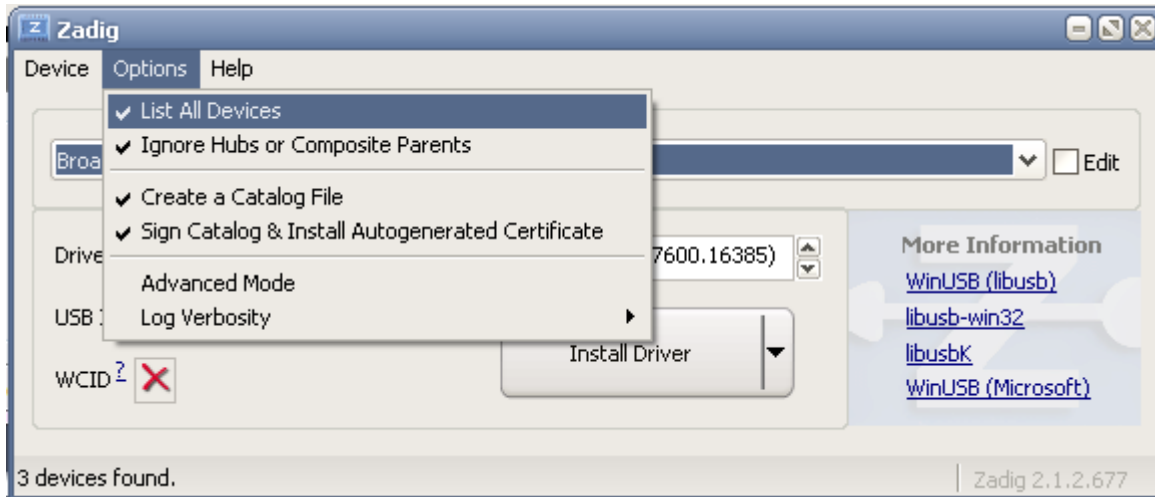 Zadig
Device Options Help
List All Devices
Ignore Hubs or Composite Parents
Create a Catalog File
Sign Catalog & Install Autogenerated Certificate
Advanced Mode
Log Verbosity
Broa
Edit
Drive
7600.16385)
USB I
WCID ?
Install Driver
More Information
WinUSB (libusb)
libusb-win32
libusbK
WinUSB (Microsoft)
3 devices found.
Zadig 2.1.2.677